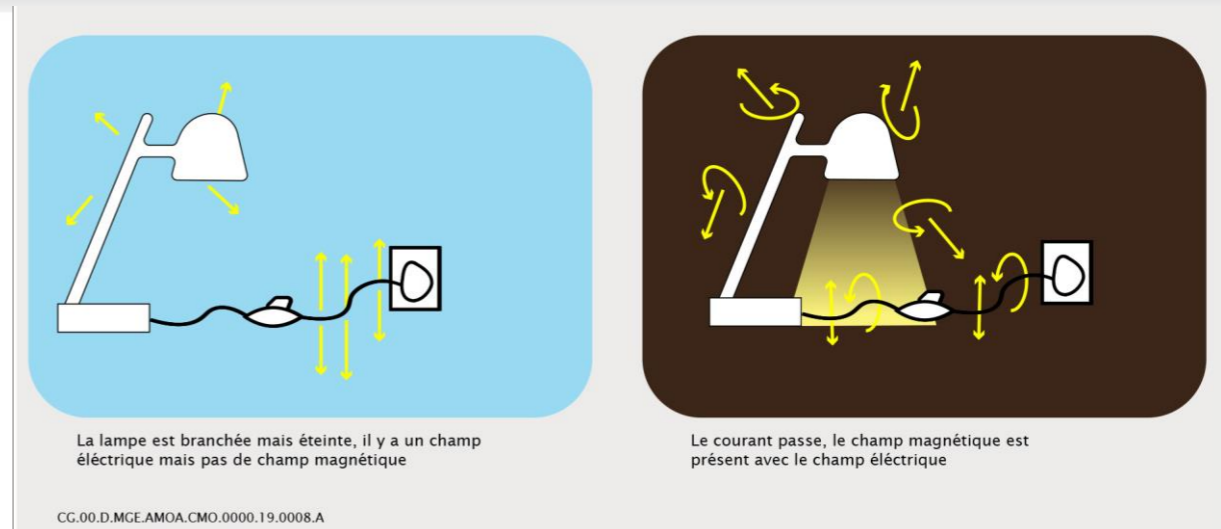 La lampe est branchée mais éteinte, il y a un champ
éléctrique mais pas de champ magnétique
Le courant passe, le champ magnétique est
présent avec le champ éléctrique
CG.00.D.MGE.AMOA.CMO.0000.19.0008.A